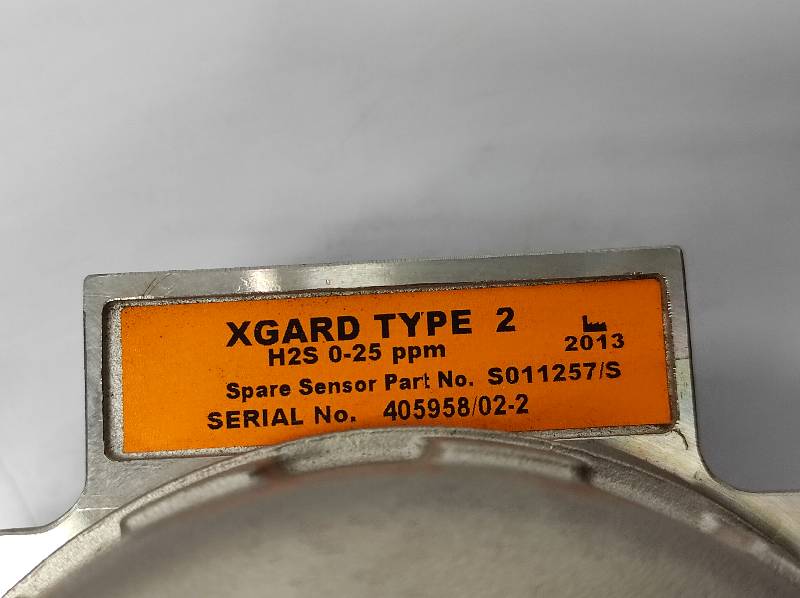 XGARD TYPE 2
H2S 0-25 ppm
2013
Spare Sensor Part No. S011257/S
SERIAL No. 405958/02-2